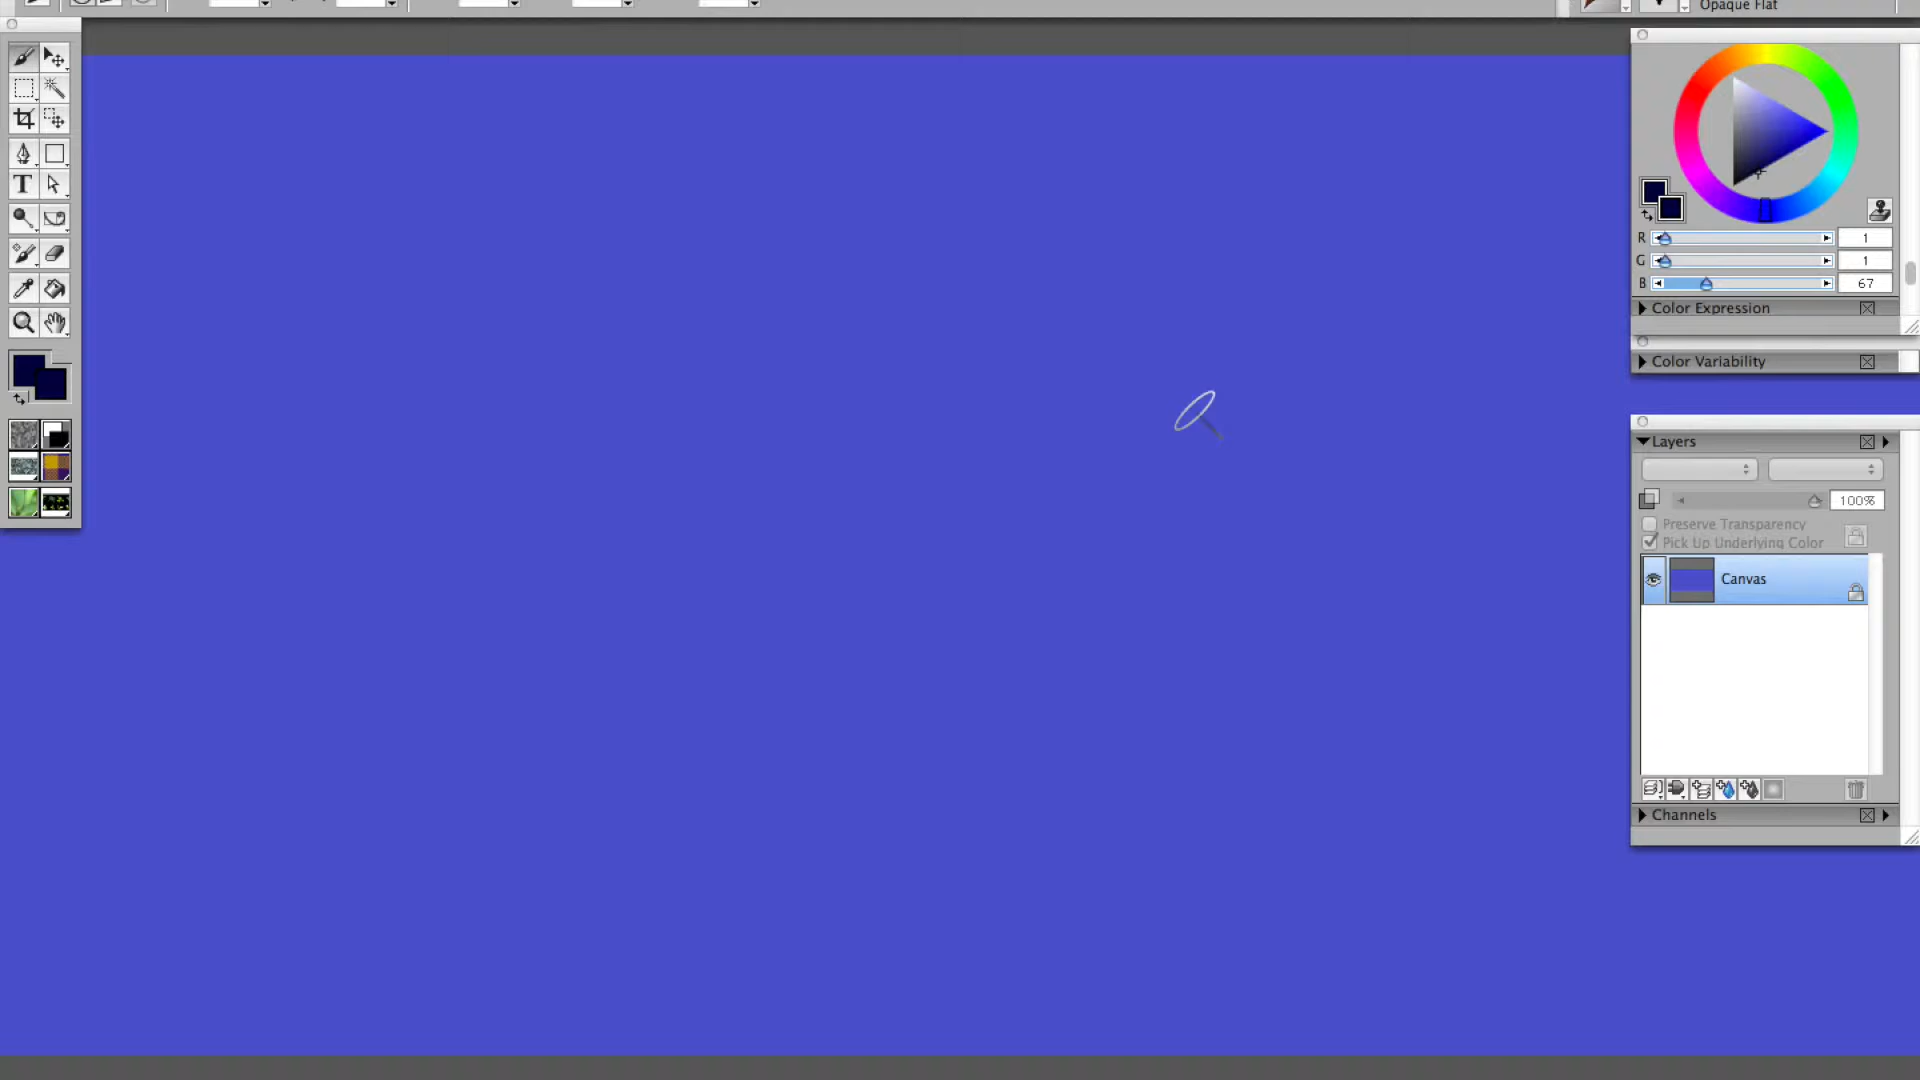 Opaque Flat
T
R 1
G 1
B 67
Color Expression
Color Variability
Layers
100%
Preserve Transparency
Pick Up Underlying Color
Canvas
Channels